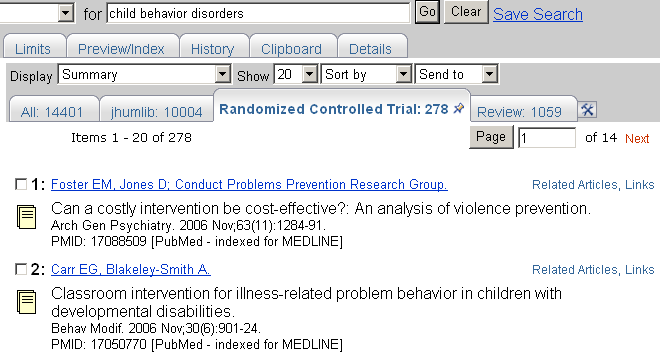 for child behavior disorders Go Clear Save Search
Limits Preview/Index History Clipboard Details
Display Summary Show 20 Sort by Send to
All: 14401 jhumlib: 10004 Randomized Controlled Trial: 278 Review: 1059
Items 1 - 20 of 278 Page 1 of 14 Next
1: Foster EM, Jones D; Conduct Problems Prevention Research Group. Related Articles, Links
Can a costly intervention be cost-effective?: An analysis of violence prevention.
Arch Gen Psychiatry. 2006 Nov;63(11):1284-91.
PMID: 17088509 [PubMed - indexed for MEDLINE]
2: Carr EG, Blakeley-Smith A. Related Articles, Links
Classroom intervention for illness-related problem behavior in children with
developmental disabilities.
Behav Modif. 2006 Nov;30(6):901-24.
PMID: 17050770 [PubMed - indexed for MEDLINE]